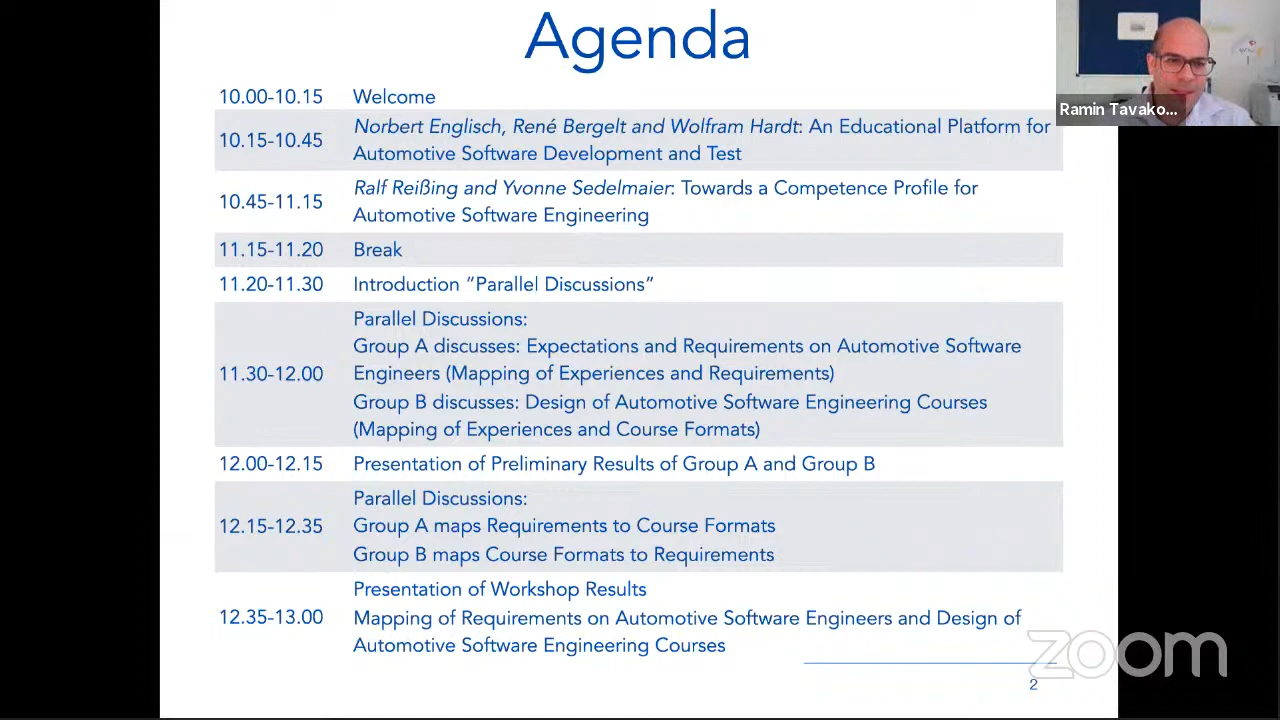 Agenda
Ramin Tavako...
10.00-10.15 Welcome
10.15-10.45 Norbert Englisch, René Bergelt and Wolfram Hardt: An Educational Platform for
Automotive Software Development and Test
10.45-11.15 Ralf Reißing and Yvonne Sedelmaier: Towards a Competence Profile for
Automotive Software Engineering
11.15-11.20 Break
11.20-11.30 Introduction “Parallel Discussions”
11.30-12.00 Parallel Discussions:
Group A discusses: Expectations and Requirements on Automotive Software
Engineers (Mapping of Experiences and Requirements)
Group B discusses: Design of Automotive Software Engineering Courses
(Mapping of Experiences and Course Formats)
12.00-12.15 Presentation of Preliminary Results of Group A and Group B
12.15-12.35 Parallel Discussions:
Group A maps Requirements to Course Formats
Group B maps Course Formats to Requirements
12.35-13.00 Presentation of Workshop Results
Mapping of Requirements on Automotive Software Engineers and Design of
Automotive Software Engineering Courses
zoom
2